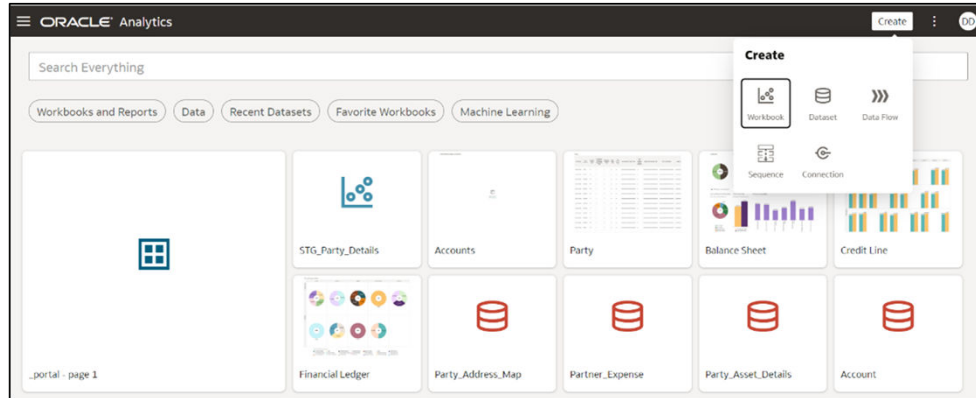 ORACLE Analytics
Create
DD
Search Everything
Workbooks and Reports
Data
Recent Datasets
Favorite Workbooks
Machine Learning
Create
Workbook
Dataset
Data Flow
Sequence
Connection
STG_Party_Details
Accounts
Party
Balance Sheet
Credit Line
_portal - page 1
Financial Ledger
Party_Address_Map
Partner_Expense
Party_Asset_Details
Account